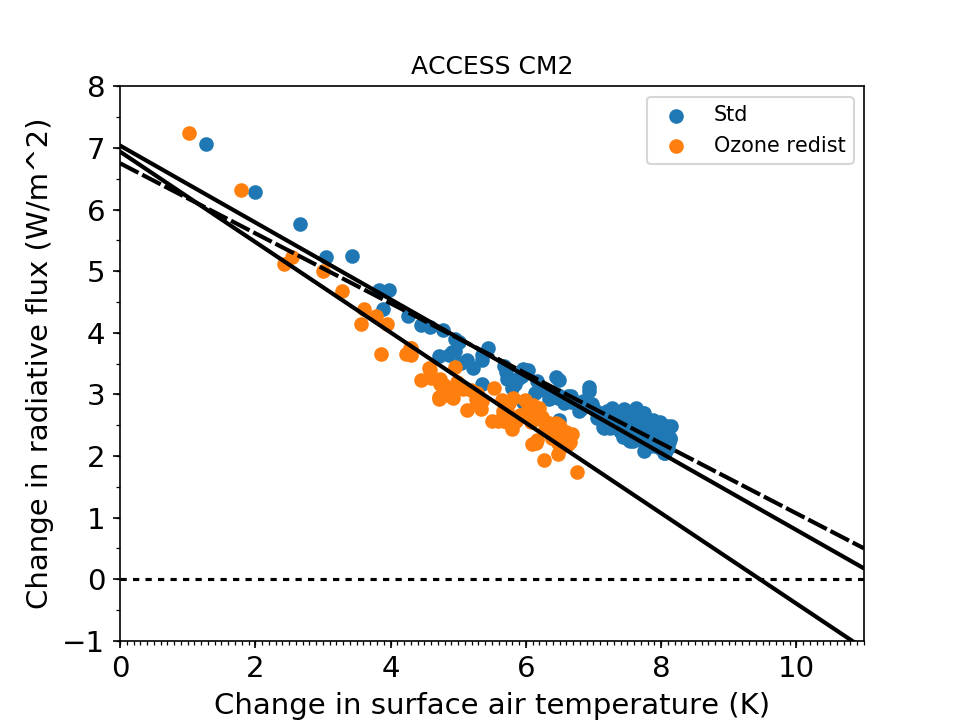 ACCESS CM2
Std
Ozone redist
Change in radiative flux (W/m^2)
8
7
6
5
4
3
2
1
0
−1
0 2 4 6 8 10
Change in surface air temperature (K)